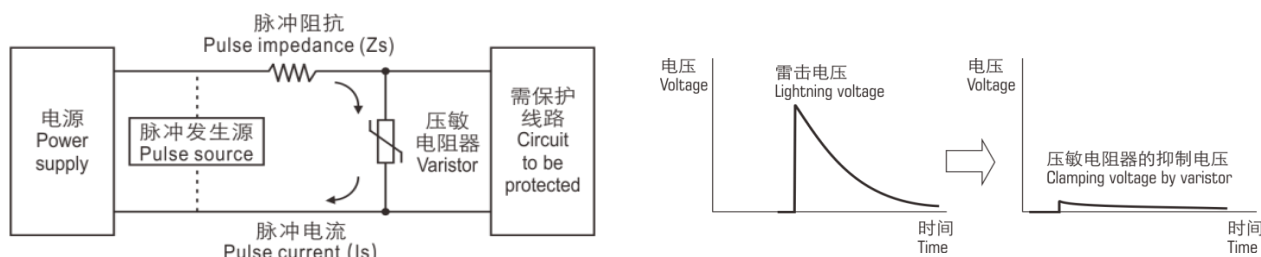 脉冲阻抗
Pulse impedance (Zs)
电源
Power
supply
脉冲发生源
Pulse source
压敏
电阻器
Varistor
需保护
线路
Circuit
to be
protected
脉冲电流
Pulse current (Is)
电压
Voltage
雷击电压
Lightning voltage
时间
Time
电压
Voltage
压敏电阻器的抑制电压
Clamping voltage by varistor
时间
Time